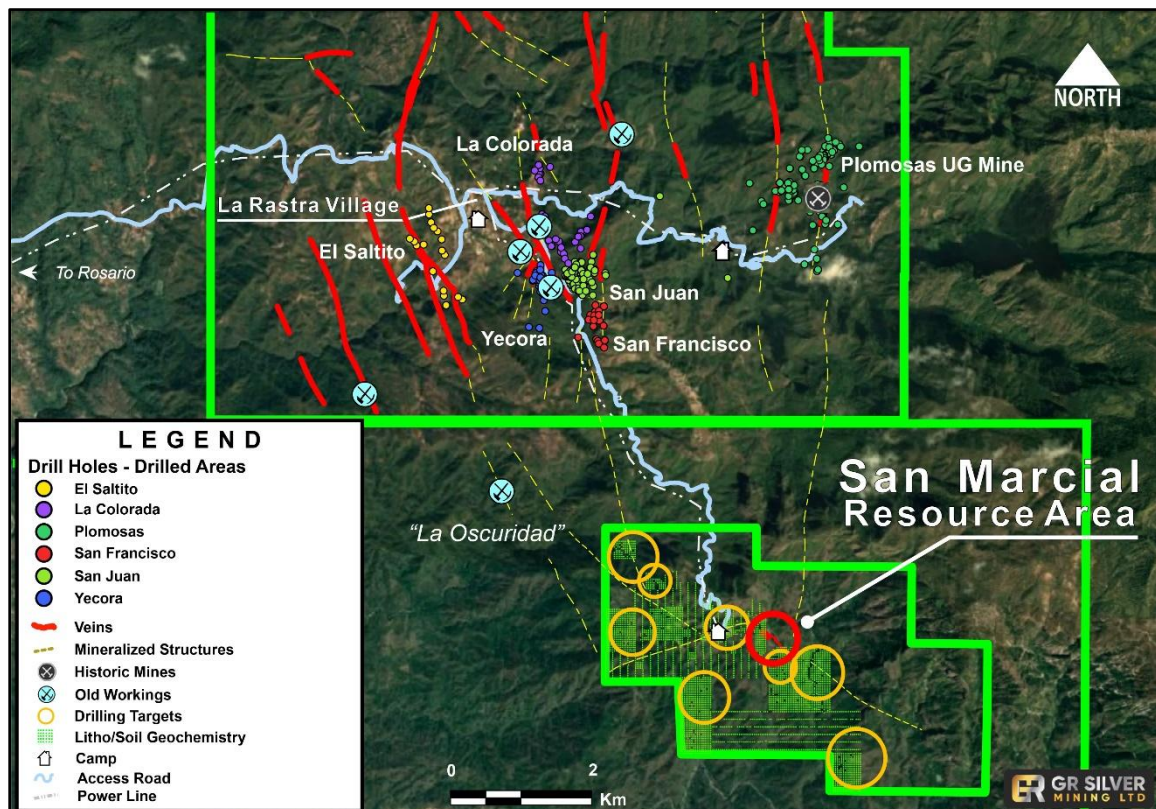 NORTH
La Colorada
Plomosas UG Mine
La Rastra Village
El Saltito
To Rosario
San Juan
Yecora
San Francisco
LEGEND
Drill Holes - Drilled Areas
El Saltito
La Colorada
Plomosas
San Francisco
San Juan
Yecora
Veins
Mineralized Structures
Historic Mines
Old Workings
Drilling Targets
Litho/Soil Geochemistry
Camp
Access Road
Power Line
San Marcial
Resource Area
“La Oscuridad”
0 2
Km
GR SILVER
MINING LTD